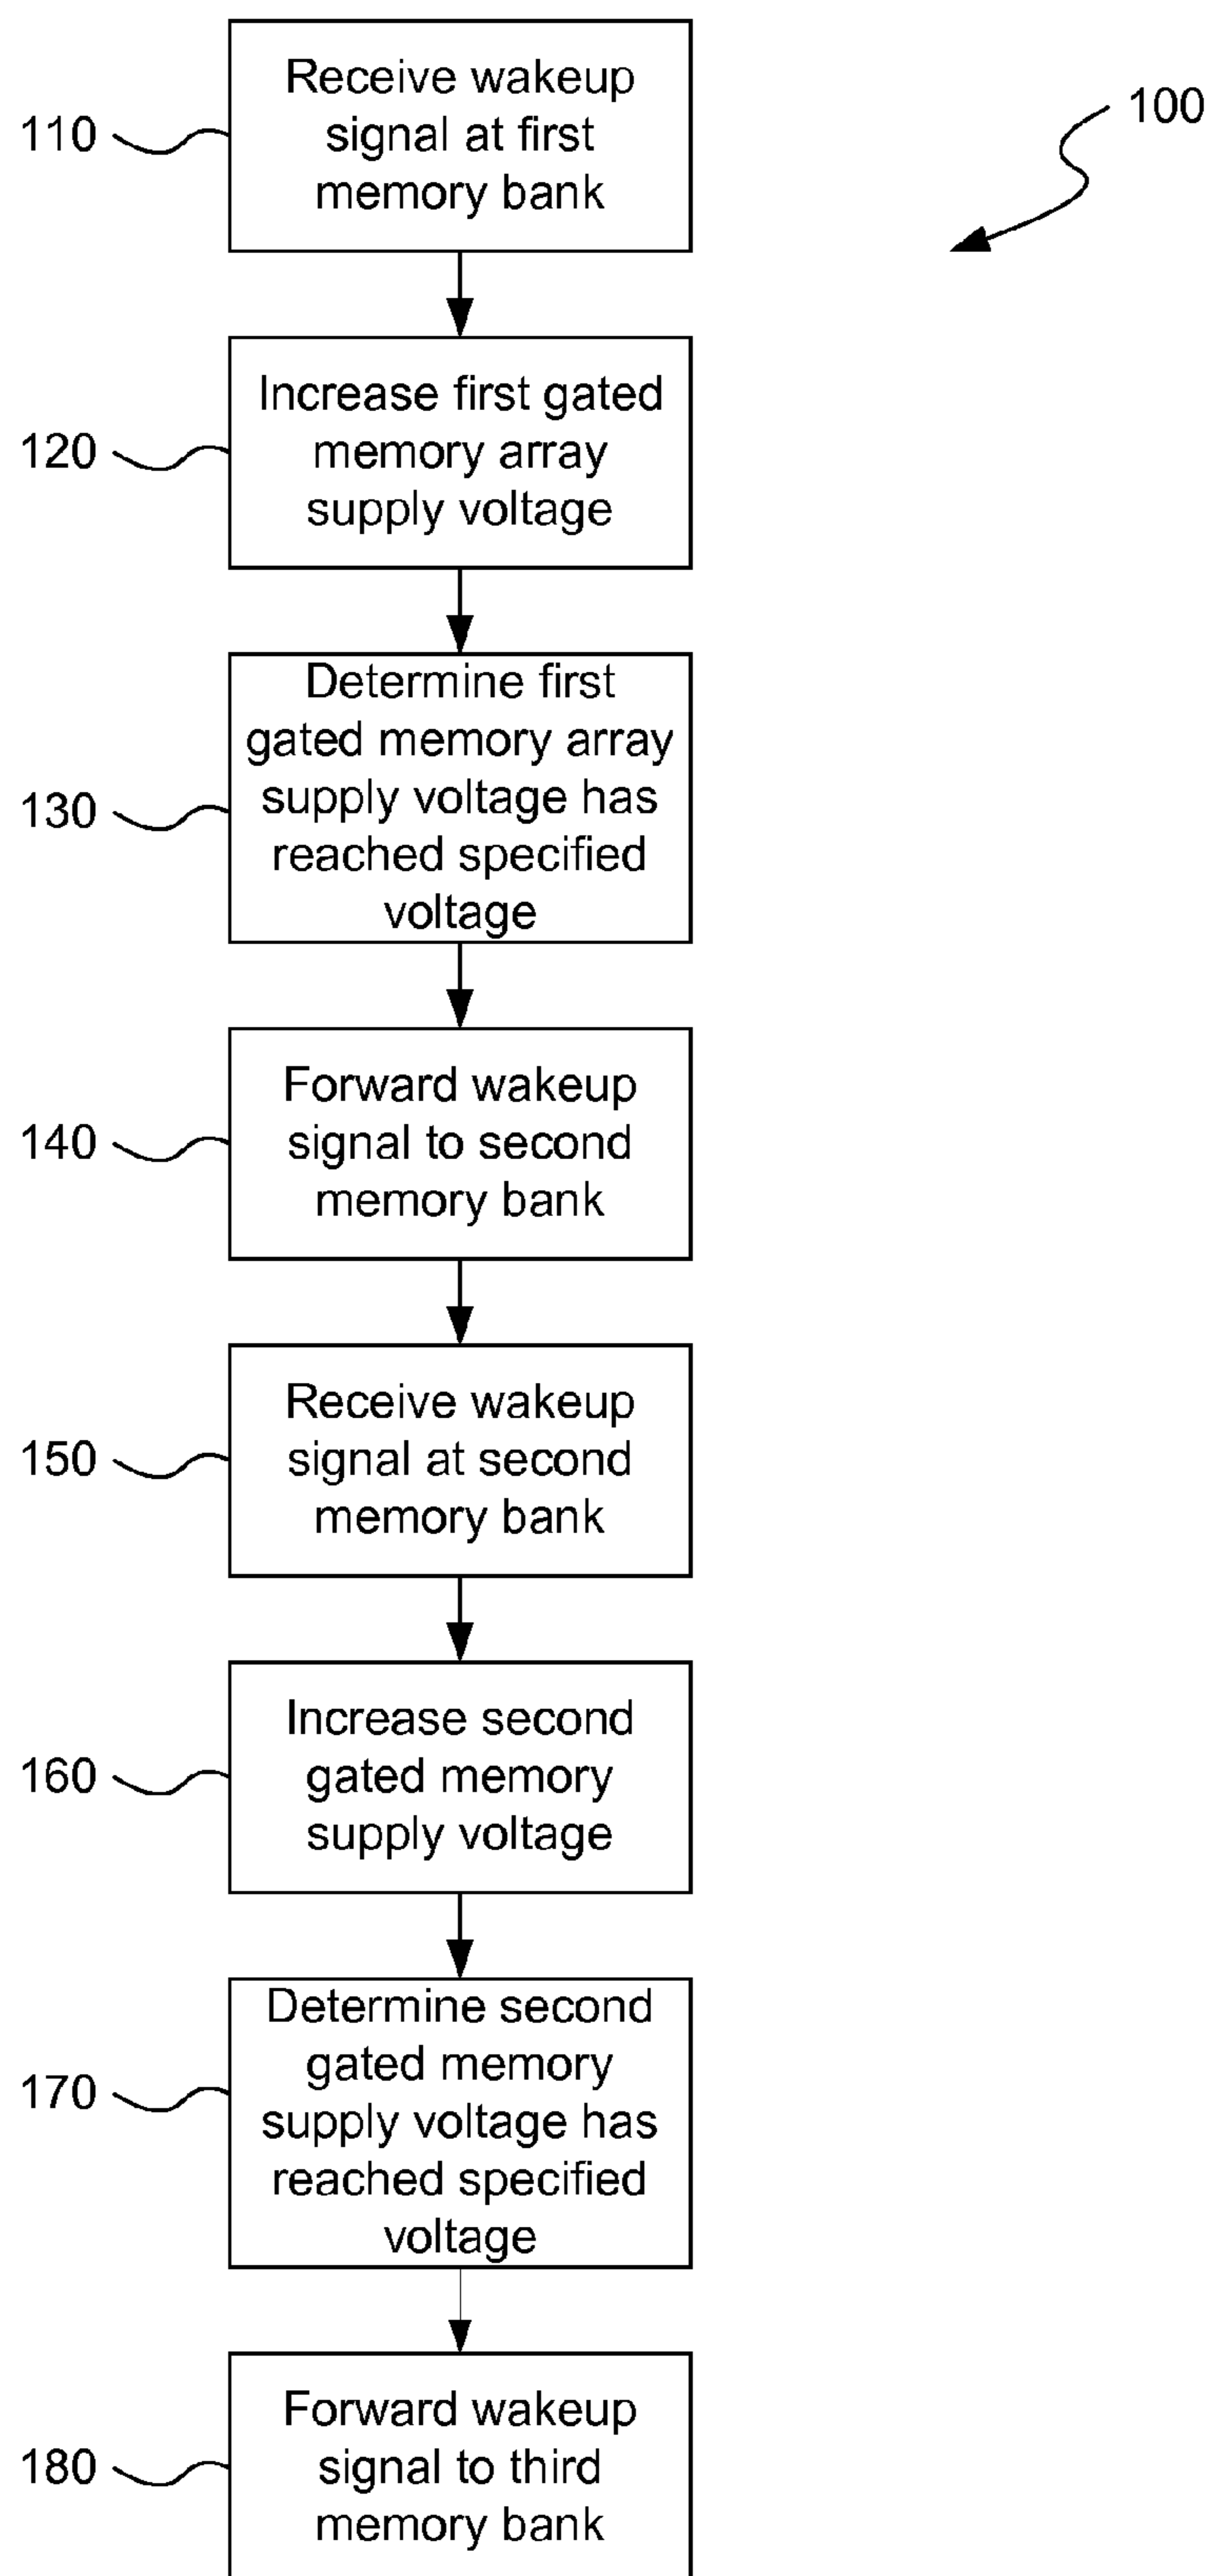 100
110
Receive wakeup
signal at first
memory bank
120
Increase first gated
memory array
supply voltage
130
Determine first
gated memory array
supply voltage has
reached specified
voltage
140
Forward wakeup
signal to second
memory bank
150
Receive wakeup
signal at second
memory bank
160
Increase second
gated memory
supply voltage
170
Determine second
gated memory
supply voltage has
reached specified
voltage
180
Forward wakeup
signal to third
memory bank